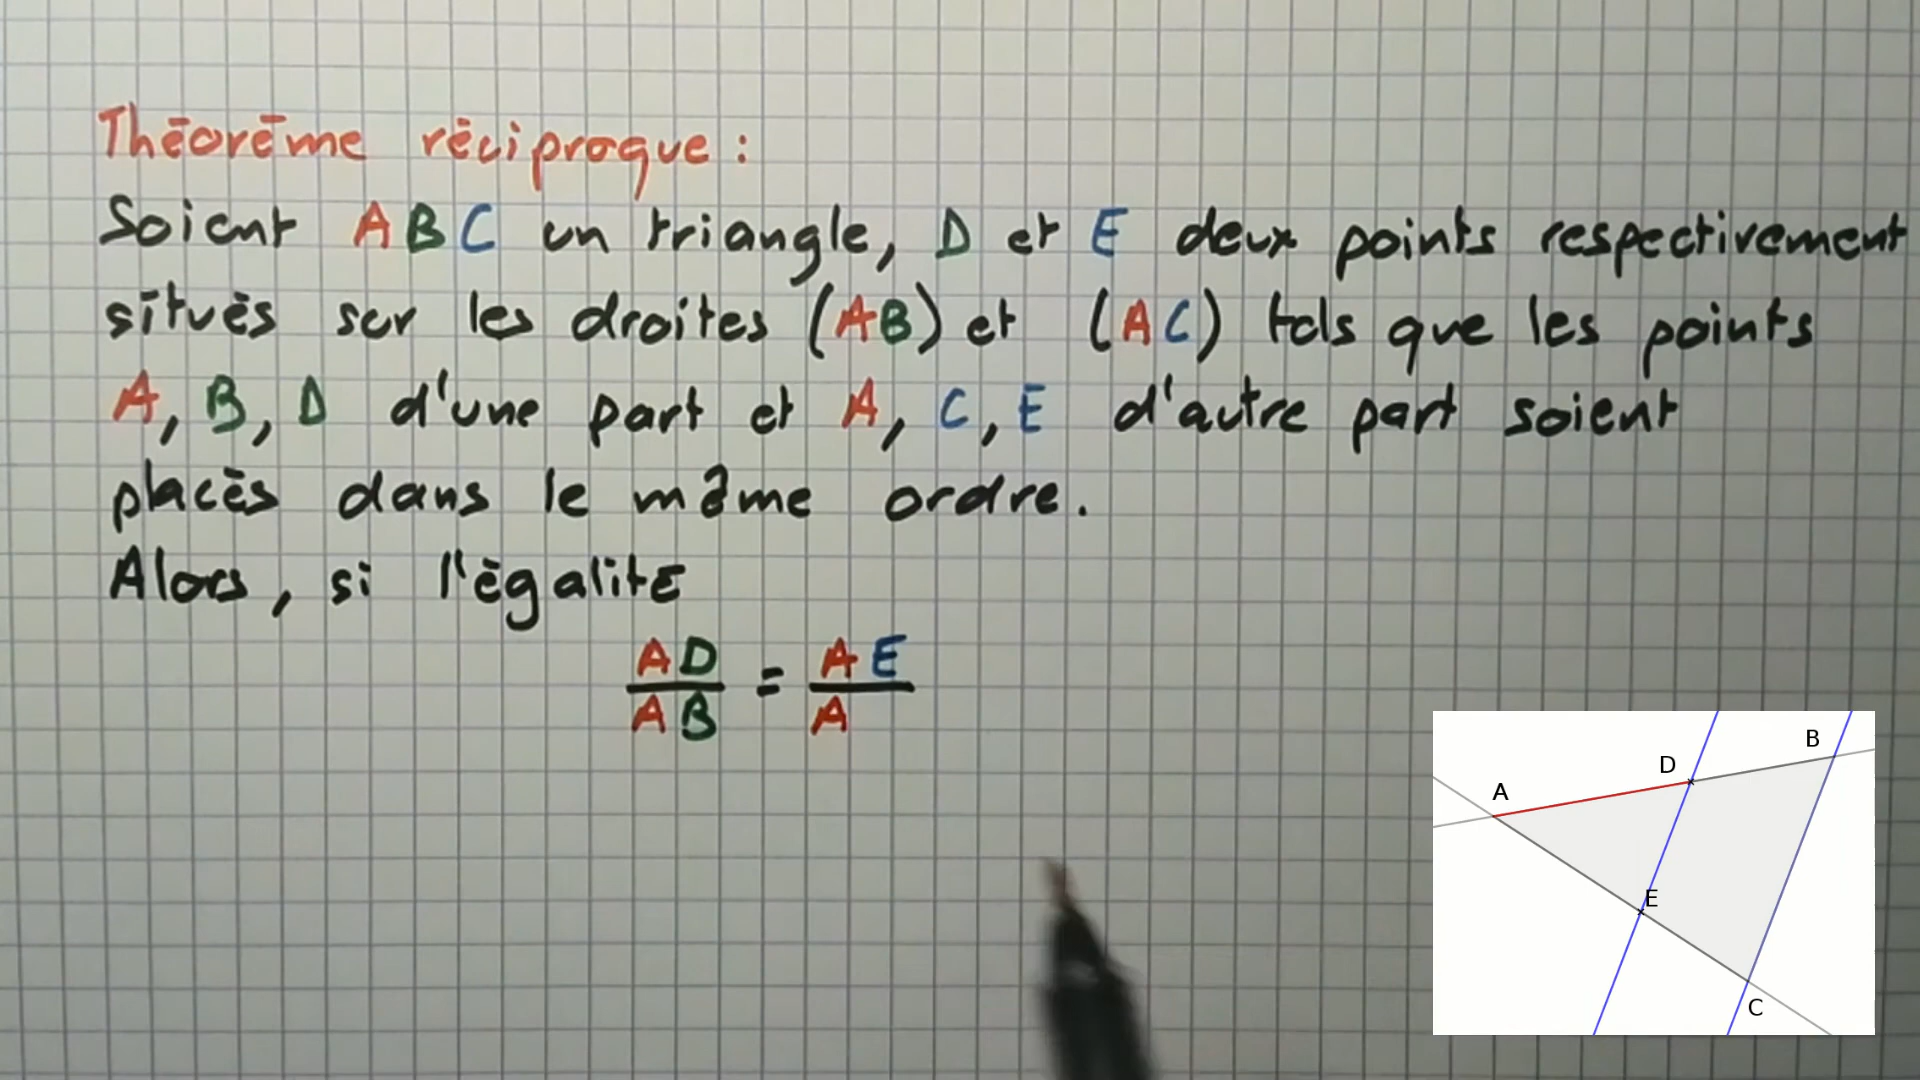 Théorème réciproque :
Soient ABC un triangle, D et E deux points respectivement
situés sur les droites (AB) et (AC) tels que les points
A, B, D d'une part et A, C, E d'autre part soient
placés dans le même ordre.
Alors, si l'égalité
AD = AE
AB A
B
D
A
E
C